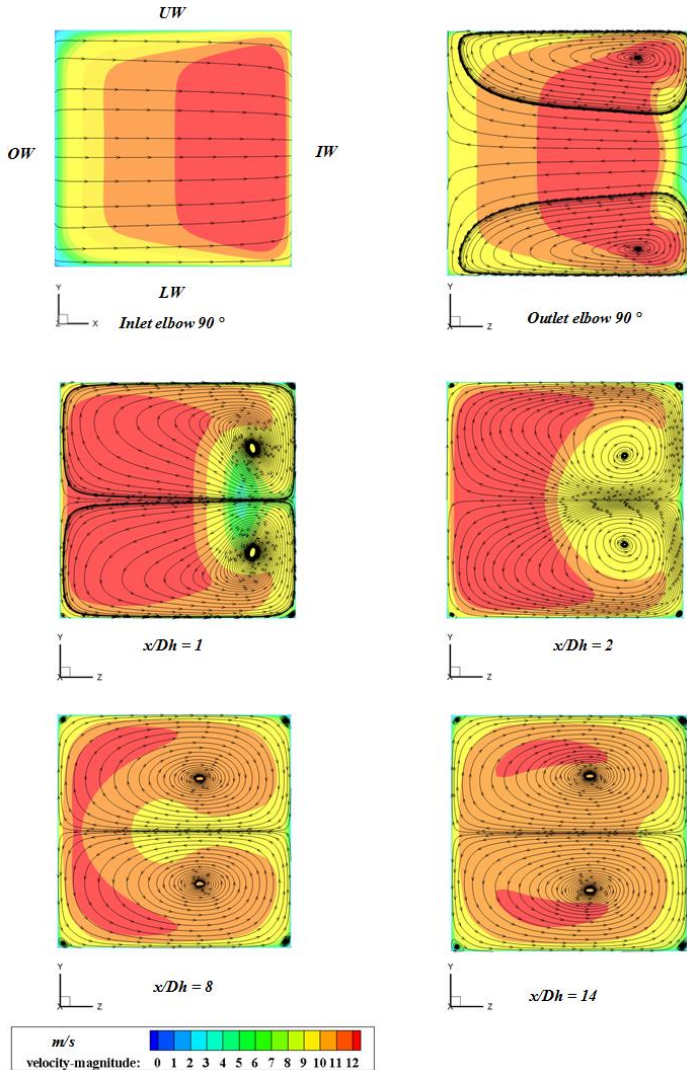 UW
OW
IW
LW
Y
Z X
Inlet elbow 90 °
Y
X Z
Outlet elbow 90 °
x/Dh = 1
Y
X Z
x/Dh = 2
Y
X Z
x/Dh = 8
Y
X Z
x/Dh = 14
Y
X Z
m/s
velocity-magnitude: 0 1 2 3 4 5 6 7 8 9 10 11 12